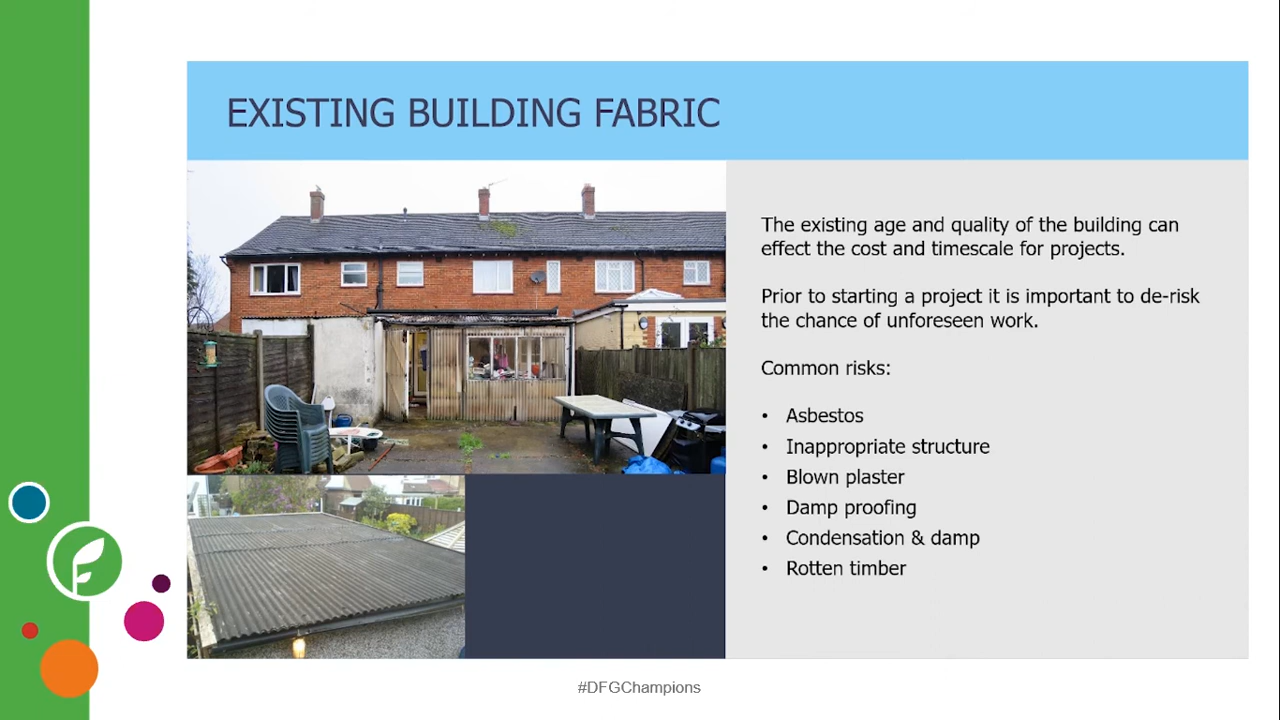 EXISTING BUILDING FABRIC
The existing age and quality of the building can
effect the cost and timescale for projects.
Prior to starting a project it is important to de-risk
the chance of unforeseen work.
Common risks:
• Asbestos
• Inappropriate structure
• Blown plaster
• Damp proofing
• Condensation & damp
• Rotten timber
#DFGChampions